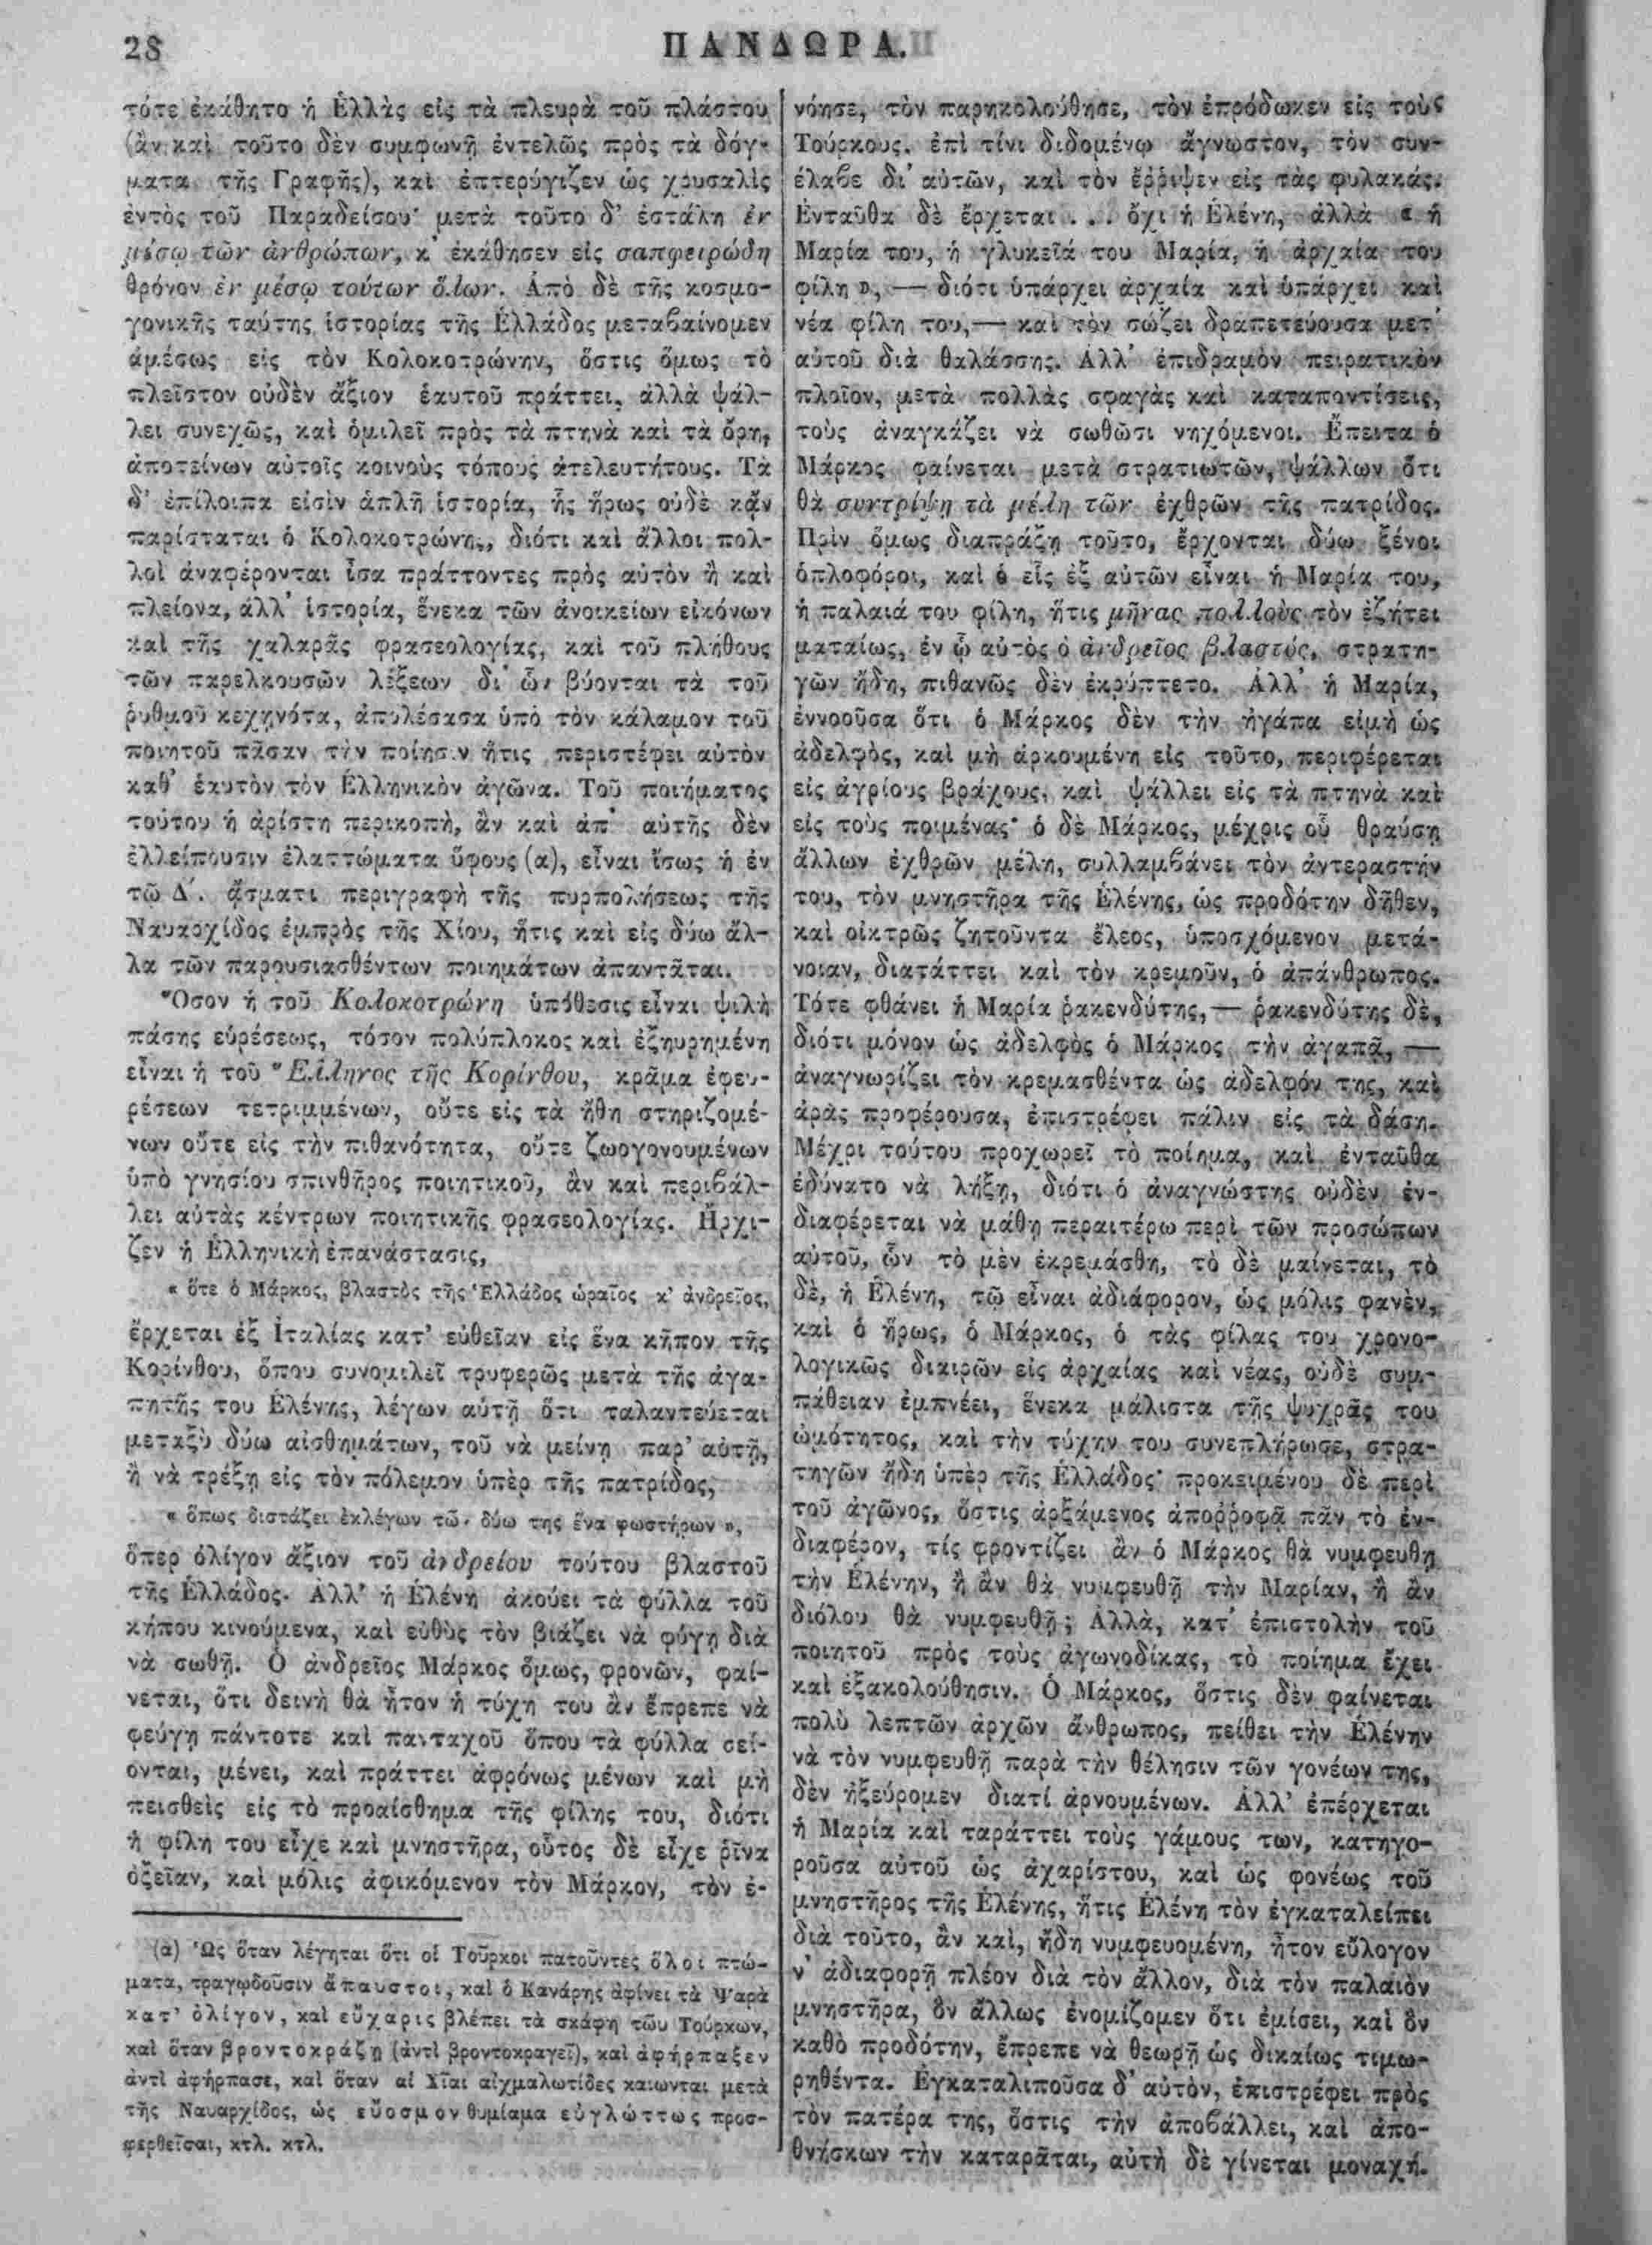 28
ΠΑΝΔΩΡΑ.
τότε ἐκάθητο ἡ Ἑλλὰς εἰς τὰ πλευρὰ τοῦ πλάστου
(ἂν καὶ τοῦτο δὲν συμφωνῇ ἐντελῶς πρὸς τὰ δόγ-
ματα τῆς Γραφῆς), καὶ ἐπτερύγιζεν ὡς χρυσαλὶς
ἐντὸς τοῦ Παραδείσου· μετὰ τοῦτο δ' ἐστάλη ἐν
μέσῳ τῶν ἀνθρώπων, κ' ἐκάθησεν εἰς σαπφειρώδη
θρόνον ἐν μέσῳ τούτων ὅλων. Ἀπὸ δὲ τῆς κοσμο-
γονικῆς ταύτης ἱστορίας τῆς Ἑλλάδος μεταβαίνομεν
ἀμέσως εἰς τὸν Κολοκοτρώνην, ὅστις ὅμως τὸ
πλεῖστον οὐδὲν ἄξιον ἑαυτοῦ πράττει, ἀλλὰ ψάλ-
λει συνεχῶς, καὶ ὁμιλεῖ πρὸς τὰ πτηνὰ καὶ τὰ ὄρη,
ἀποτείνων αὐτοῖς κοινοὺς τόπους ἀτελευτήτους. Τὰ
δ' ἐπίλοιπα εἰσὶν ἁπλῆ ἱστορία, ἧς ἥρως οὐδὲ κᾂν
παρίσταται ὁ Κολοκοτρώνης, διότι καὶ ἄλλοι πολ-
λοὶ ἀναφέρονται ἴσα πράττοντες πρὸς αὐτὸν ἢ καὶ
πλείονα, ἀλλ' ἱστορία, ἕνεκα τῶν ἀνοικείων εἰκόνων
καὶ τῆς χαλαρᾶς φρασεολογίας, καὶ τοῦ πλήθους
τῶν παρελκουσῶν λέξεων δι' ὧν βύονται τὰ τοῦ
ῥυθμοῦ κεχηνότα, ἀπολέσασα ὑπὸ τὸν κάλαμον τοῦ
ποιητοῦ πᾶσαν τὴν ποίησιν ἥτις περιστέφει αὐτὸν
καθ' ἑαυτὸν τὸν Ἑλληνικὸν ἀγῶνα. Τοῦ ποιήματος
τούτου ἡ ἀρίστη περικοπὴ, ἂν καὶ ἀπ' αὐτῆς δὲν
ἐλλείπουσιν ἐλαττώματα ὕφους (α), εἶναι ἴσως ἡ ἐν
τῷ Δ΄. ᾄσματι περιγραφὴ τῆς πυρπολήσεως τῆς
Ναυαρχίδος ἐμπρὸς τῆς Χίου, ἥτις καὶ εἰς δύω ἄλ-
λα τῶν παρουσιασθέντων ποιημάτων ἀπαντᾶται.
Ὅσον ἡ τοῦ Κολοκοτρώνη ὑπόθεσις εἶναι ψιλὴ
πάσης εὑρέσεως, τόσον πολύπλοκος καὶ ἐξηυρημένη
εἶναι ἡ τοῦ Ἕλληνος τῆς Κορίνθου, κρᾶμα ἐφευ-
ρέσεων τετριμμένων, οὔτε εἰς τὰ ἤθη στηριζομέ-
νων οὔτε εἰς τὴν πιθανότητα, οὔτε ζωογονουμένων
ὑπὸ γνησίου σπινθῆρος ποιητικοῦ, ἂν καὶ περιβάλ-
λει αὐτὰς κέντρων ποιητικῆς φρασεολογίας. Ἤρχι-
ζεν ἡ Ἑλληνικὴ ἐπανάστασις,
« ὅτε ὁ Μάρκος, βλαστὸς τῆς Ἑλλάδος ὡραῖος κ' ἀνδρεῖος,
ἔρχεται ἐξ Ἰταλίας κατ' εὐθεῖαν εἰς ἕνα κῆπον τῆς
Κορίνθου, ὅπου συνομιλεῖ τρυφερῶς μετὰ τῆς ἀγα-
πητῆς του Ἑλένης, λέγων αὐτῇ ὅτι ταλαντεύεται
μεταξὺ δύω αἰσθημάτων, τοῦ νὰ μείνῃ παρ' αὐτῇ,
ἢ νὰ τρέξῃ εἰς τὸν πόλεμον ὑπὲρ τῆς πατρίδος,
« ὅπως διστάζει ἐκλέγων τῶν δύω της ἕνα φωστήρων »,
ὅπερ ὀλίγον ἄξιον τοῦ ἀνδρείου τούτου βλαστοῦ
τῆς Ἑλλάδος. Ἀλλ' ἡ Ἑλένη ἀκούει τὰ φύλλα τοῦ
κήπου κινούμενα, καὶ εὐθὺς τὸν βιάζει νὰ φύγῃ διὰ
νὰ σωθῇ. Ὁ ἀνδρεῖος Μάρκος ὅμως, φρονῶν, φαί-
νεται, ὅτι δεινὴ θὰ ἦτον ἡ τύχη του ἂν ἔπρεπε νὰ
φεύγῃ πάντοτε καὶ πανταχοῦ ὅπου τὰ φύλλα σεί-
ονται, μένει, καὶ πράττει ἀφρόνως μένων καὶ μὴ
πεισθεὶς εἰς τὸ προαίσθημα τῆς φίλης του, διότι
ἡ φίλη του εἶχε καὶ μνηστῆρα, οὗτος δὲ εἶχε ῥῖνα
ὀξεῖαν, καὶ μόλις ἀφικόμενον τὸν Μάρκον, τὸν ἐ-
(α) Ὡς ὅταν λέγηται ὅτι οἱ Τοῦρκοι πατοῦντες ὅλοι πτώ-
ματα, τραγῳδοῦσιν ἄπαυστοι, καὶ ὁ Κανάρης ἀφίνει τὰ Ψαρὰ
κατ' ὀλίγον, καὶ εὔχαρις βλέπει τὰ σκάφη τῶν Τούρκων,
καὶ ὅταν βροντοκράζῃ (ἀντὶ βροντοκραγεῖ), καὶ ἀφήρπαξεν
ἀντὶ ἀφήρπασε, καὶ ὅταν αἱ Χῖαι αἰχμαλωτίδες καίωνται μετὰ
τῆς Ναυαρχίδος, ὡς εὔοσμον θυμίαμα εὐγλώττως προσ-
φερθεῖσαι, κτλ. κτλ.
νόησε, τὸν παρηκολούθησε, τὸν ἐπρόδωκεν εἰς τοὺς
Τούρκους, ἐπὶ τίνι διδομένῳ ἄγνωστον, τὸν συν-
έλαβε δι' αὐτῶν, καὶ τὸν ἔῤῥιψεν εἰς τὰς φυλακάς.
Ἐνταῦθα δὲ ἔρχεται . . . ὄχι ἡ Ἑλένη, ἀλλὰ « ἡ
Μαρία του, ἡ γλυκεῖά του Μαρία, ἡ ἀρχαία του
φίλη », — διότι ὑπάρχει ἀρχαία καὶ ὑπάρχει καὶ
νέα φίλη του,— καὶ τὸν σώζει δραπετεύουσα μετ'
αὐτοῦ διὰ θαλάσσης. Ἀλλ' ἐπιδραμὸν πειρατικὸν
πλοῖον, μετὰ πολλὰς σφαγὰς καὶ καταποντίσεις,
τοὺς ἀναγκάζει νὰ σωθῶσι νηχόμενοι. Ἔπειτα ὁ
Μάρκος φαίνεται μετὰ στρατιωτῶν, ψάλλων ὅτι
θὰ συντρίψῃ τὰ μέλη τῶν ἐχθρῶν τῆς πατρίδος.
Πρὶν ὅμως διαπράξῃ τοῦτο, ἔρχονται δύω ξένοι
ὁπλοφόροι, καὶ ὁ εἷς ἐξ αὐτῶν εἶναι ἡ Μαρία του,
ἡ παλαιά του φίλη, ἥτις μῆνας πολλοὺς τὸν ἐζήτει
ματαίως, ἐν ᾧ αὐτὸς ὁ ἀνδρεῖος βλαστός, στρατη-
γῶν ἤδη, πιθανῶς δὲν ἐκρύπτετο. Ἀλλ' ἡ Μαρία,
ἐννοοῦσα ὅτι ὁ Μάρκος δὲν τὴν ἠγάπα εἰμὴ ὡς
ἀδελφὸς, καὶ μὴ ἀρκουμένη εἰς τοῦτο, περιφέρεται
εἰς ἀγρίους βράχους, καὶ ψάλλει εἰς τὰ πτηνὰ καὶ
εἰς τοὺς ποιμένας· ὁ δὲ Μάρκος, μέχρις οὗ θραύσῃ
ἄλλων ἐχθρῶν μέλη, συλλαμβάνει τὸν ἀντεραστήν
του, τὸν μνηστῆρα τῆς Ἑλένης, ὡς προδότην δῆθεν,
καὶ οἰκτρῶς ζητοῦντα ἔλεος, ὑποσχόμενον μετά-
νοιαν, διατάττει καὶ τὸν κρεμοῦν, ὁ ἀπάνθρωπος.
Τότε φθάνει ἡ Μαρία ῥακενδύτης,— ῥακενδύτης δὲ,
διότι μόνον ὡς ἀδελφὸς ὁ Μάρκος τὴν ἀγαπᾷ, —
ἀναγνωρίζει τὸν κρεμασθέντα ὡς ἀδελφόν της, καὶ
ἀρὰς προφέρουσα, ἐπιστρέφει πάλιν εἰς τὰ δάση.
Μέχρι τούτου προχωρεῖ τὸ ποίημα, καὶ ἐνταῦθα
ἐδύνατο νὰ λήξῃ, διότι ὁ ἀναγνώστης οὐδὲν ἐν-
διαφέρεται νὰ μάθῃ περαιτέρω περὶ τῶν προσώπων
αὐτοῦ, ὧν τὸ μὲν ἐκρεμάσθη, τὸ δὲ μαίνεται, τὸ
δὲ, ἡ Ἑλένη, τῷ εἶναι ἀδιάφορον, ὡς μόλις φανὲν,
καὶ ὁ ἥρως, ὁ Μάρκος, ὁ τὰς φίλας του χρονο-
λογικῶς διαιρῶν εἰς ἀρχαίας καὶ νέας, οὐδὲ συμ-
πάθειαν ἐμπνέει, ἕνεκα μάλιστα τῆς ψυχρᾶς του
ὠμότητος, καὶ τὴν τύχην του συνεπλήρωσε, στρα-
τηγῶν ἤδη ὑπὲρ τῆς Ἑλλάδος· προκειμένου δὲ περὶ
τοῦ ἀγῶνος, ὅστις ἀρξάμενος ἀποῤῥοφᾷ πᾶν τὸ ἐν-
διαφέρον, τίς φροντίζει ἂν ὁ Μάρκος θὰ νυμφευθῇ
τὴν Ἑλένην, ἢ ἂν θὰ νυμφευθῇ τὴν Μαρίαν, ἢ ἂν
διόλου θὰ νυμφευθῇ; Ἀλλὰ, κατ' ἐπιστολὴν τοῦ
ποιητοῦ πρὸς τοὺς ἀγωνοδίκας, τὸ ποίημα ἔχει
καὶ ἐξακολούθησιν. Ὁ Μάρκος, ὅστις δὲν φαίνεται
πολὺ λεπτῶν ἀρχῶν ἄνθρωπος, πείθει τὴν Ἑλένην
νὰ τὸν νυμφευθῇ παρὰ τὴν θέλησιν τῶν γονέων της,
δὲν ἠξεύρομεν διατί ἀρνουμένων. Ἀλλ' ἐπέρχεται
ἡ Μαρία καὶ ταράττει τοὺς γάμους των, κατηγο-
ροῦσα αὐτοῦ ὡς ἀχαρίστου, καὶ ὡς φονέως τοῦ
μνηστῆρος τῆς Ἑλένης, ἥτις Ἑλένη τὸν ἐγκαταλείπει
διὰ τοῦτο, ἂν καὶ, ἤδη νυμφευομένη, ἦτον εὔλογον
ν' ἀδιαφορῇ πλέον διὰ τὸν ἄλλον, διὰ τὸν παλαιὸν
μνηστῆρα, ὃν ἄλλως ἐνομίζομεν ὅτι ἐμίσει, καὶ ὃν
καθὸ προδότην, ἔπρεπε νὰ θεωρῇ ὡς δικαίως τιμω-
ρηθέντα. Ἐγκαταλιποῦσα δ' αὐτὸν, ἐπιστρέφει πρὸς
τὸν πατέρα της, ὅστις τὴν ἀποβάλλει, καὶ ἀπο-
θνήσκων τὴν καταρᾶται, αὐτὴ δὲ γίνεται μοναχή.